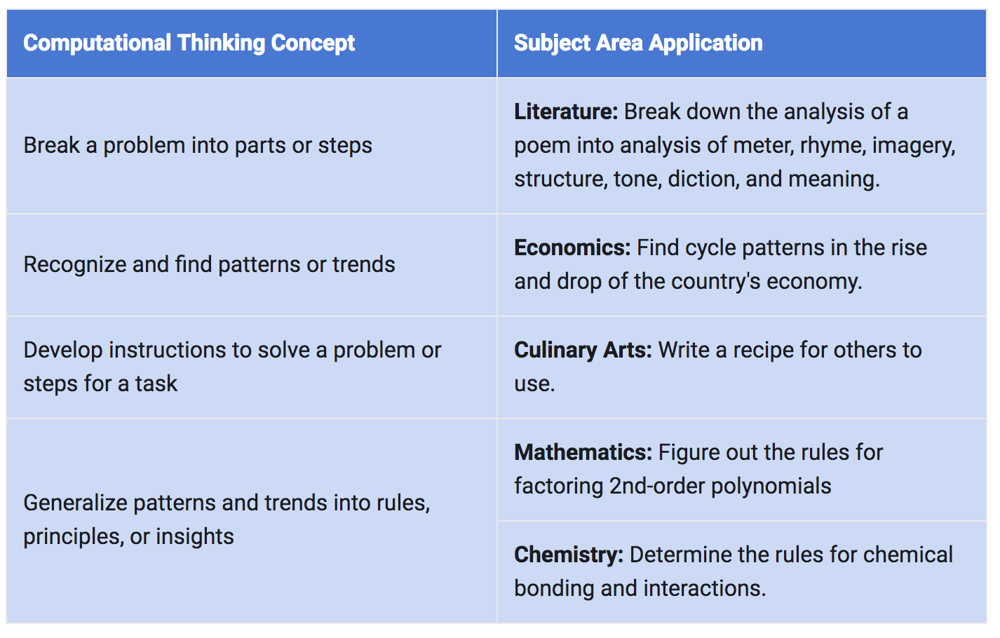 Computational Thinking Concept
Subject Area Application
Break a problem into parts or steps
Literature: Break down the analysis of a
poem into analysis of meter, rhyme, imagery,
structure, tone, diction, and meaning.
Recognize and find patterns or trends
Economics: Find cycle patterns in the rise
and drop of the country's economy.
Develop instructions to solve a problem or
steps for a task
Culinary Arts: Write a recipe for others to
use.
Generalize patterns and trends into rules,
principles, or insights
Mathematics: Figure out the rules for
factoring 2nd-order polynomials
Chemistry: Determine the rules for chemical
bonding and interactions.